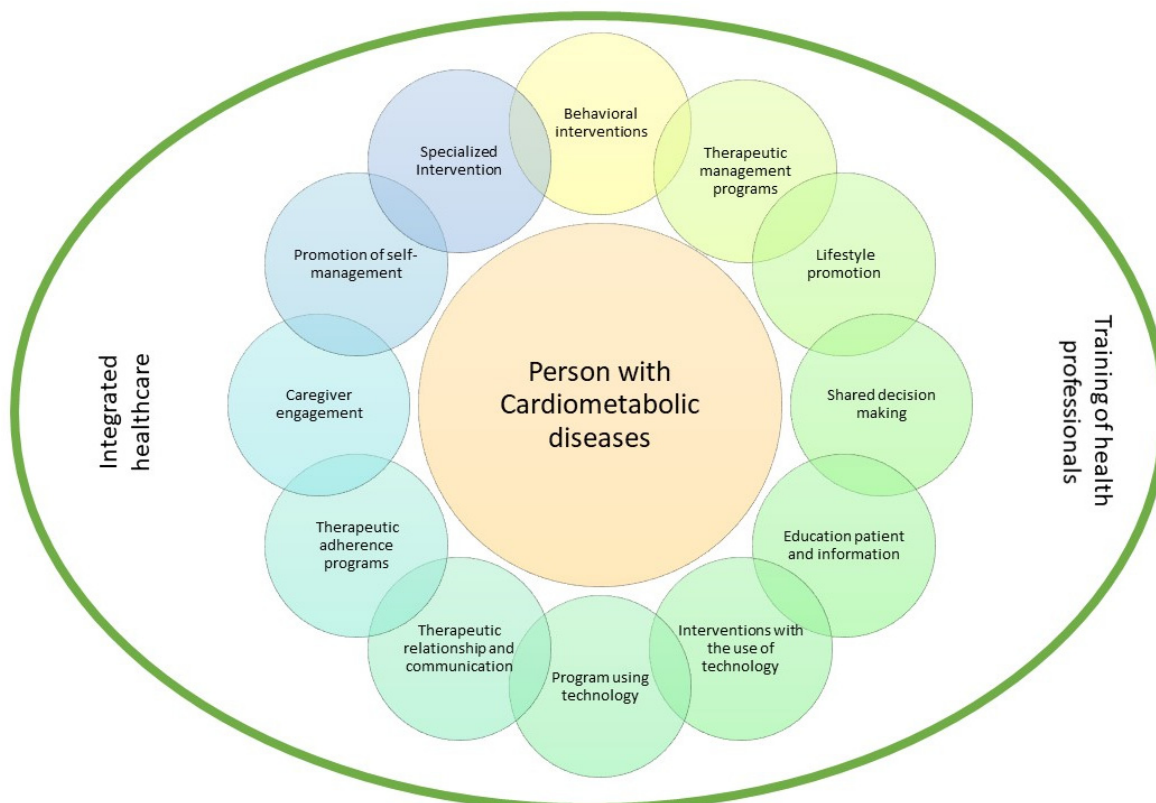 Behavioral
interventions
Therapeutic
management
programs
Lifestyle
promotion
Shared decision
making
Education patient
and information
Interventions with
the use of
technology
Program using
technology
Therapeutic
relationship and
communication
Therapeutic
adherence
programs
Caregiver
engagement
Promotion of self-
management
Specialized
Intervention
Person with
Cardiometabolic
diseases
Integrated
healthcare
Training of health
professionals